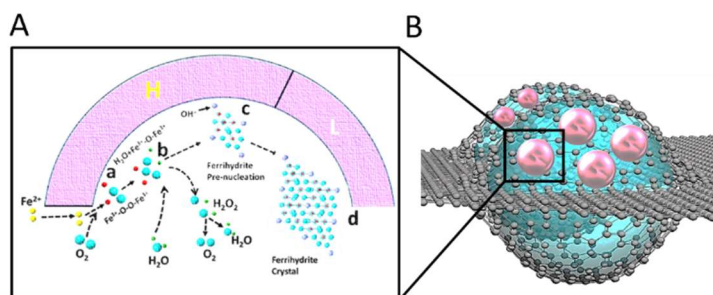 A
B
H
L
a
b
c
d
OH⁻
H₂O+Fe³⁺-O-Fe³⁺
Fe³⁺-O-O-Fe³⁺
Ferrihydrite
Pre-nucleation
Fe²⁺
O₂
H₂O
H₂O₂
O₂
H₂O
Ferrihydrite
Crystal